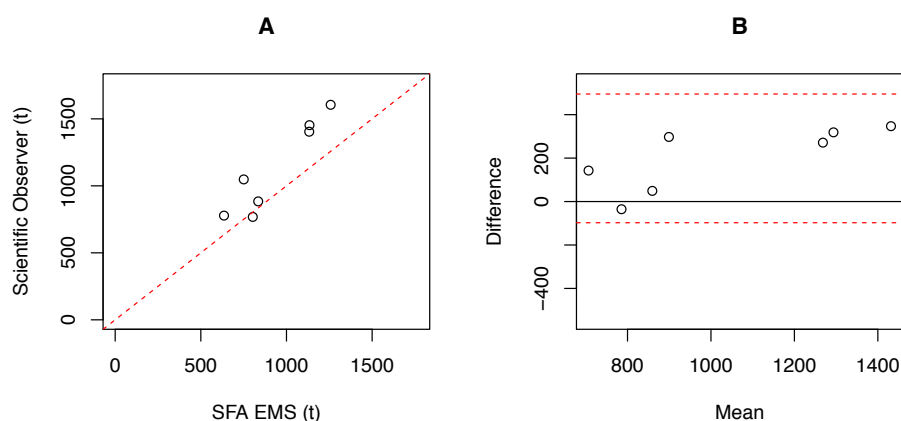 A
Scientific Observer (t)
1500
1000
500
0
0 500 1000 1500
SFA EMS (t)
B
Difference
200
0
−400
800 1000 1200 1400
Mean